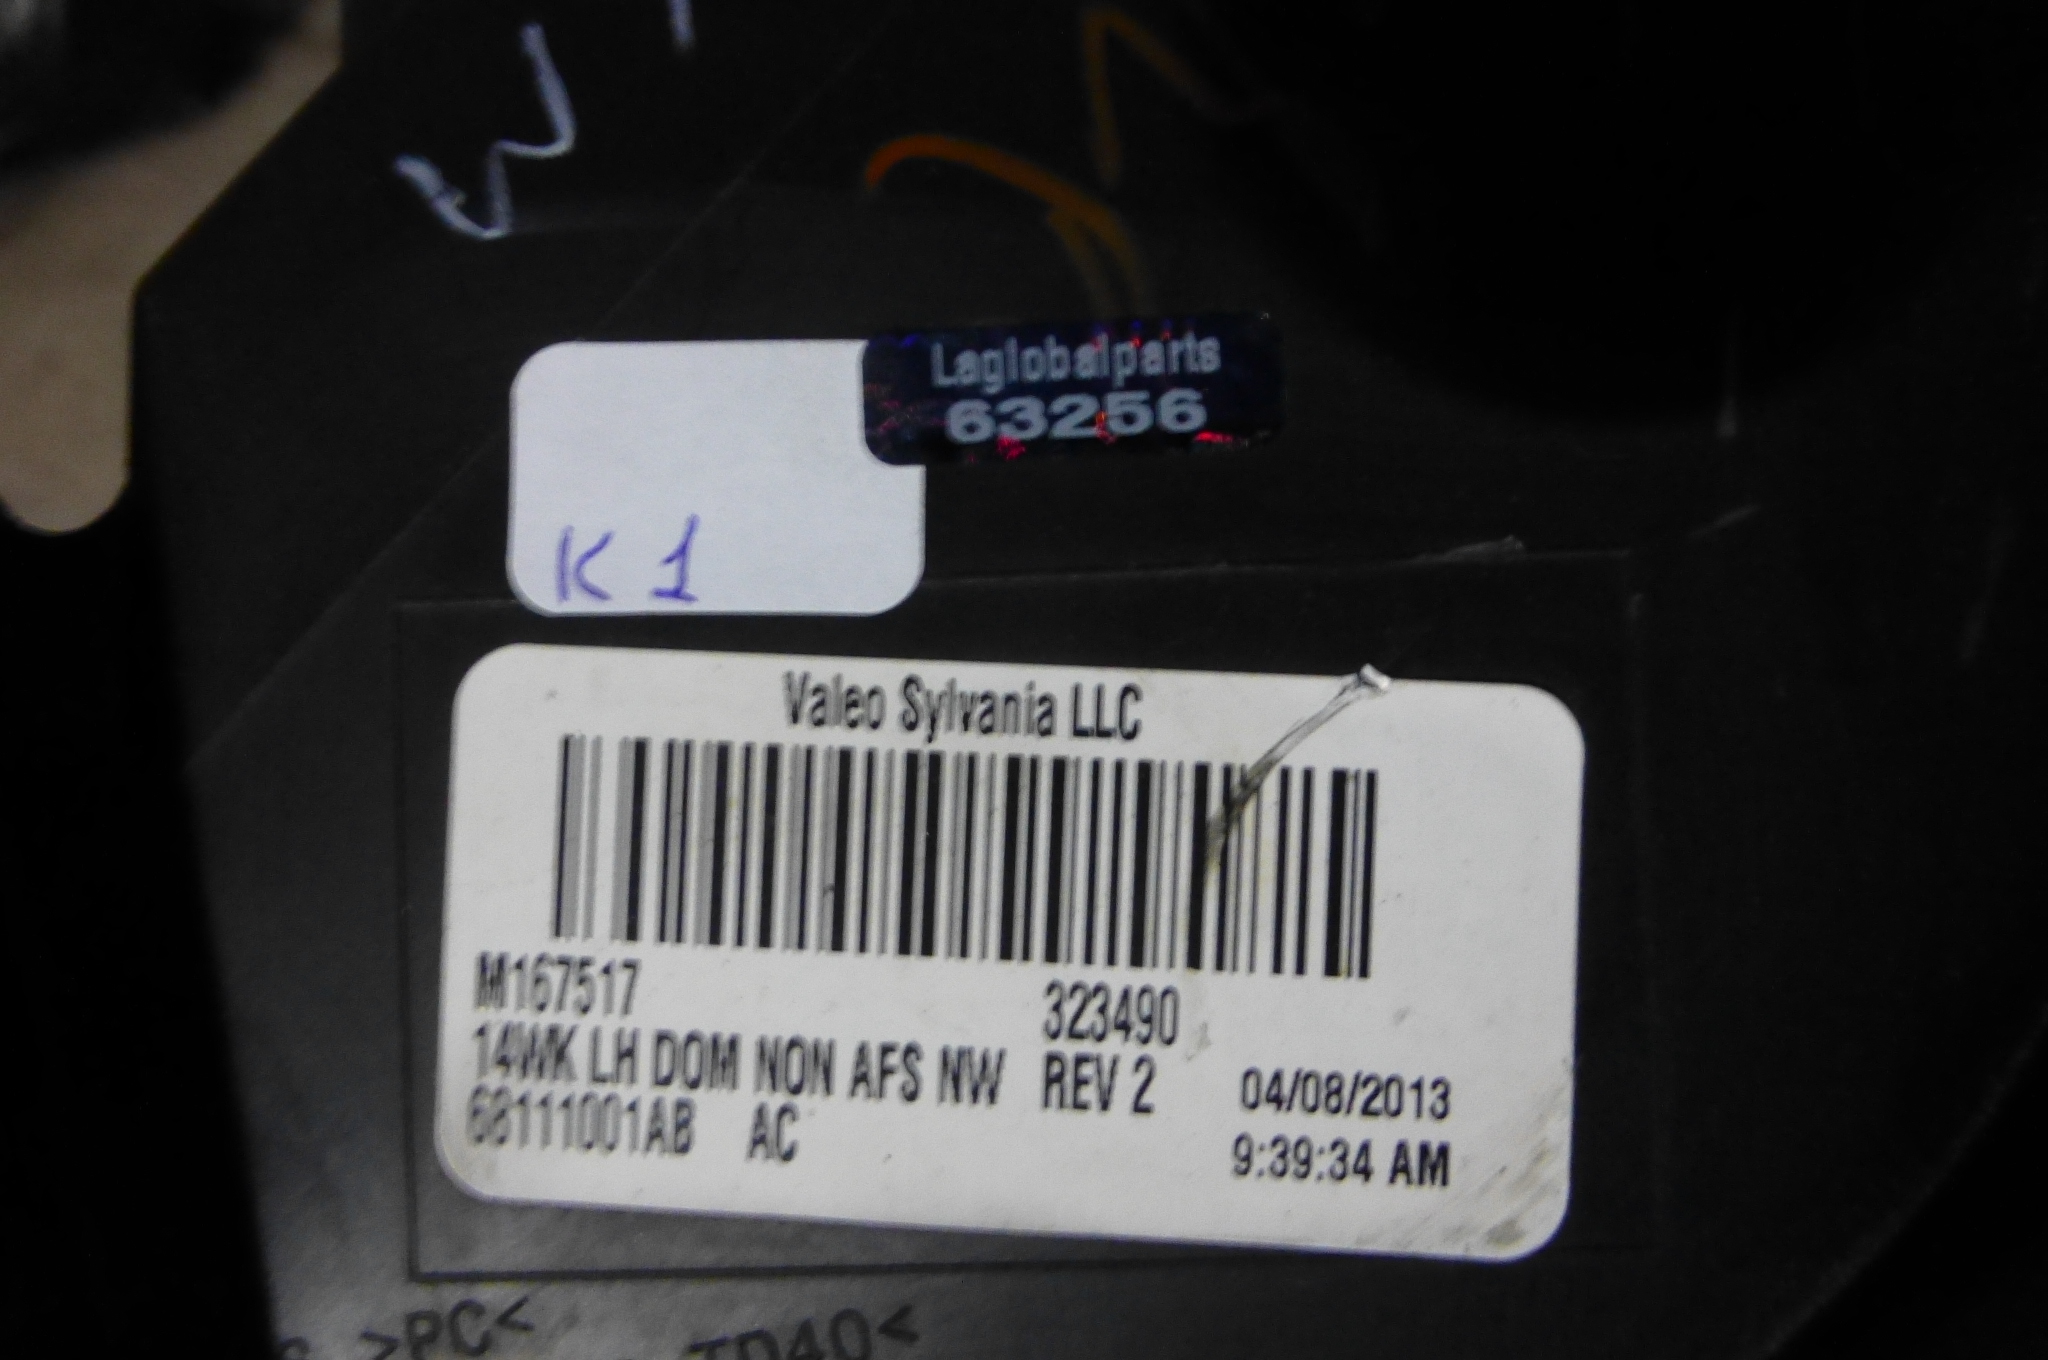 W
Laglobalparts
63256
K 1
Valeo Sylvania LLC
M167517 323490
14WK LH DOM NON AFS NW REV 2 04/08/2013
68111001AB AC 9:39:34 AM
>PC<
TD40<